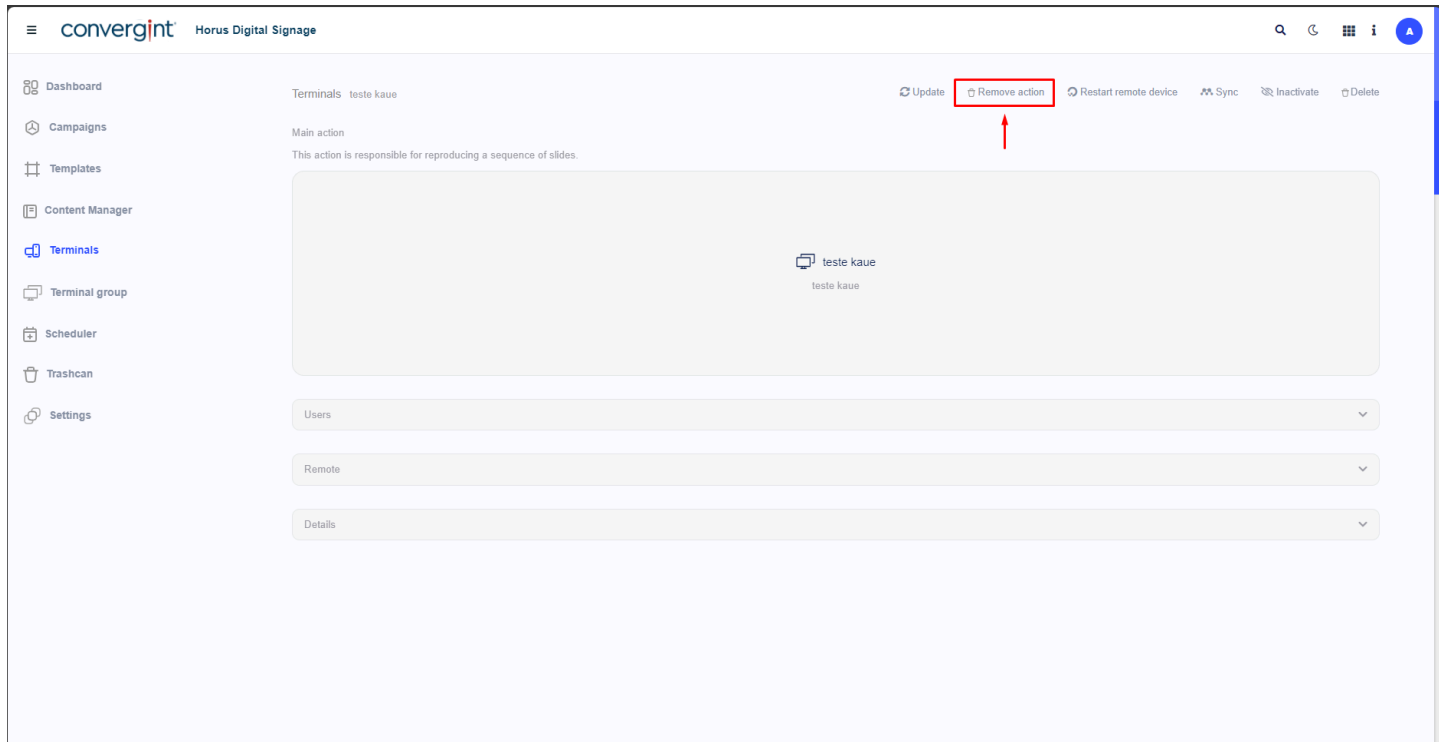 convergint Horus Digital Signage
A
Dashboard
Campaigns
Templates
Content Manager
Terminals
Terminal group
Scheduler
Trashcan
Settings
Terminals teste kaue
Update Remove action Restart remote device Sync Inactivate Delete
Main action
This action is responsible for reproducing a sequence of slides.
teste kaue
teste kaue
Users
Remote
Details